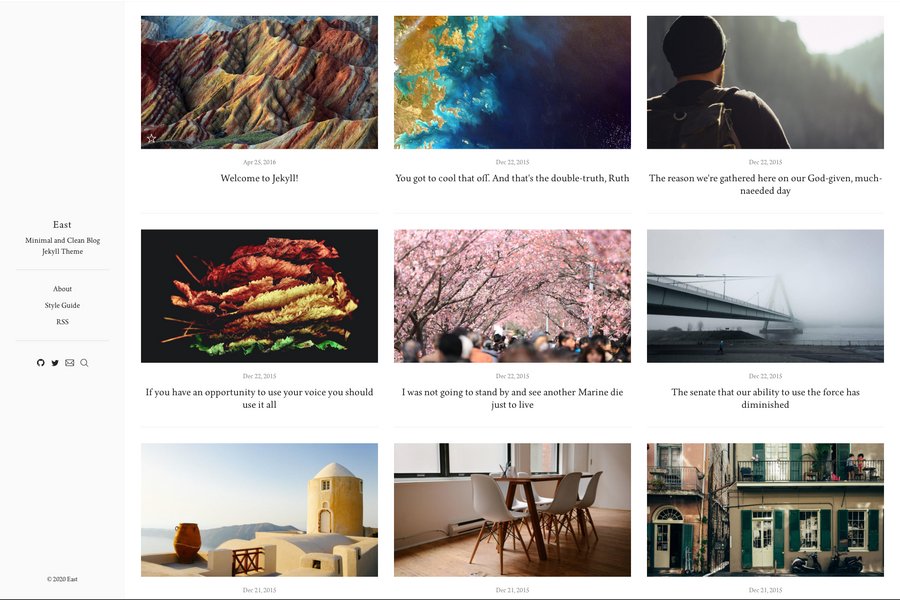 East
Minimal and Clean Blog
Jekyll Theme
About
Style Guide
RSS
© 2020 East
Apr 25, 2016
Welcome to Jekyll!
Dec 22, 2015
You got to cool that off. And that's the double-truth, Ruth
Dec 22, 2015
The reason we're gathered here on our God-given, much-
naeeded day
Dec 22, 2015
If you have an opportunity to use your voice you should
use it all
Dec 22, 2015
I was not going to stand by and see another Marine die
just to live
Dec 22, 2015
The senate that our ability to use the force has
diminished
Dec 21, 2015
Dec 21, 2015
Dec 21, 2015